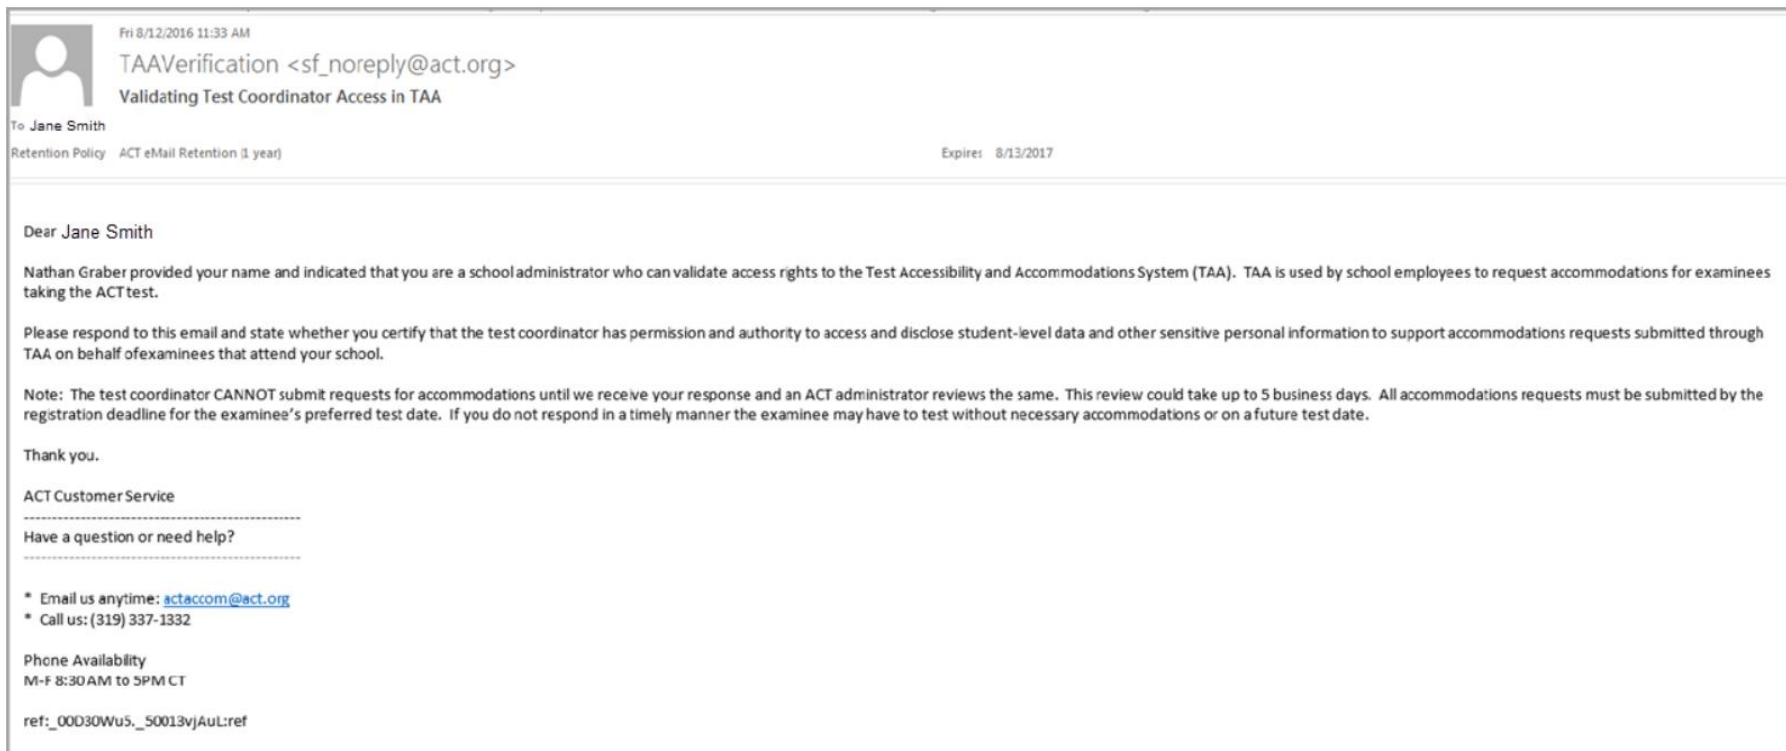 Fri 8/12/2016 11:33 AM
TAAVerification <sf_noreply@act.org>
Validating Test Coordinator Access in TAA
To Jane Smith
Retention Policy ACT eMail Retention (1 year) Expires 8/13/2017
Dear Jane Smith
Nathan Graber provided your name and indicated that you are a school administrator who can validate access rights to the Test Accessibility and Accommodations System (TAA). TAA is used by school employees to request accommodations for examinees
taking the ACT test.
Please respond to this email and state whether you certify that the test coordinator has permission and authority to access and disclose student-level data and other sensitive personal information to support accommodations requests submitted through
TAA on behalf ofexaminees that attend your school.
Note: The test coordinator CANNOT submit requests for accommodations until we receive your response and an ACT administrator reviews the same. This review could take up to 5 business days. All accommodations requests must be submitted by the
registration deadline for the examinee's preferred test date. If you do not respond in a timely manner the examinee may have to test without necessary accommodations or on a future test date.
Thank you.
ACT Customer Service
--------------------------------------------------
Have a question or need help?
--------------------------------------------------
* Email us anytime: actaccom@act.org
* Call us: (319) 337-1332
Phone Availability
M-F 8:30 AM to 5PM CT
ref:_00D30Wu5._50013vjAuL:ref